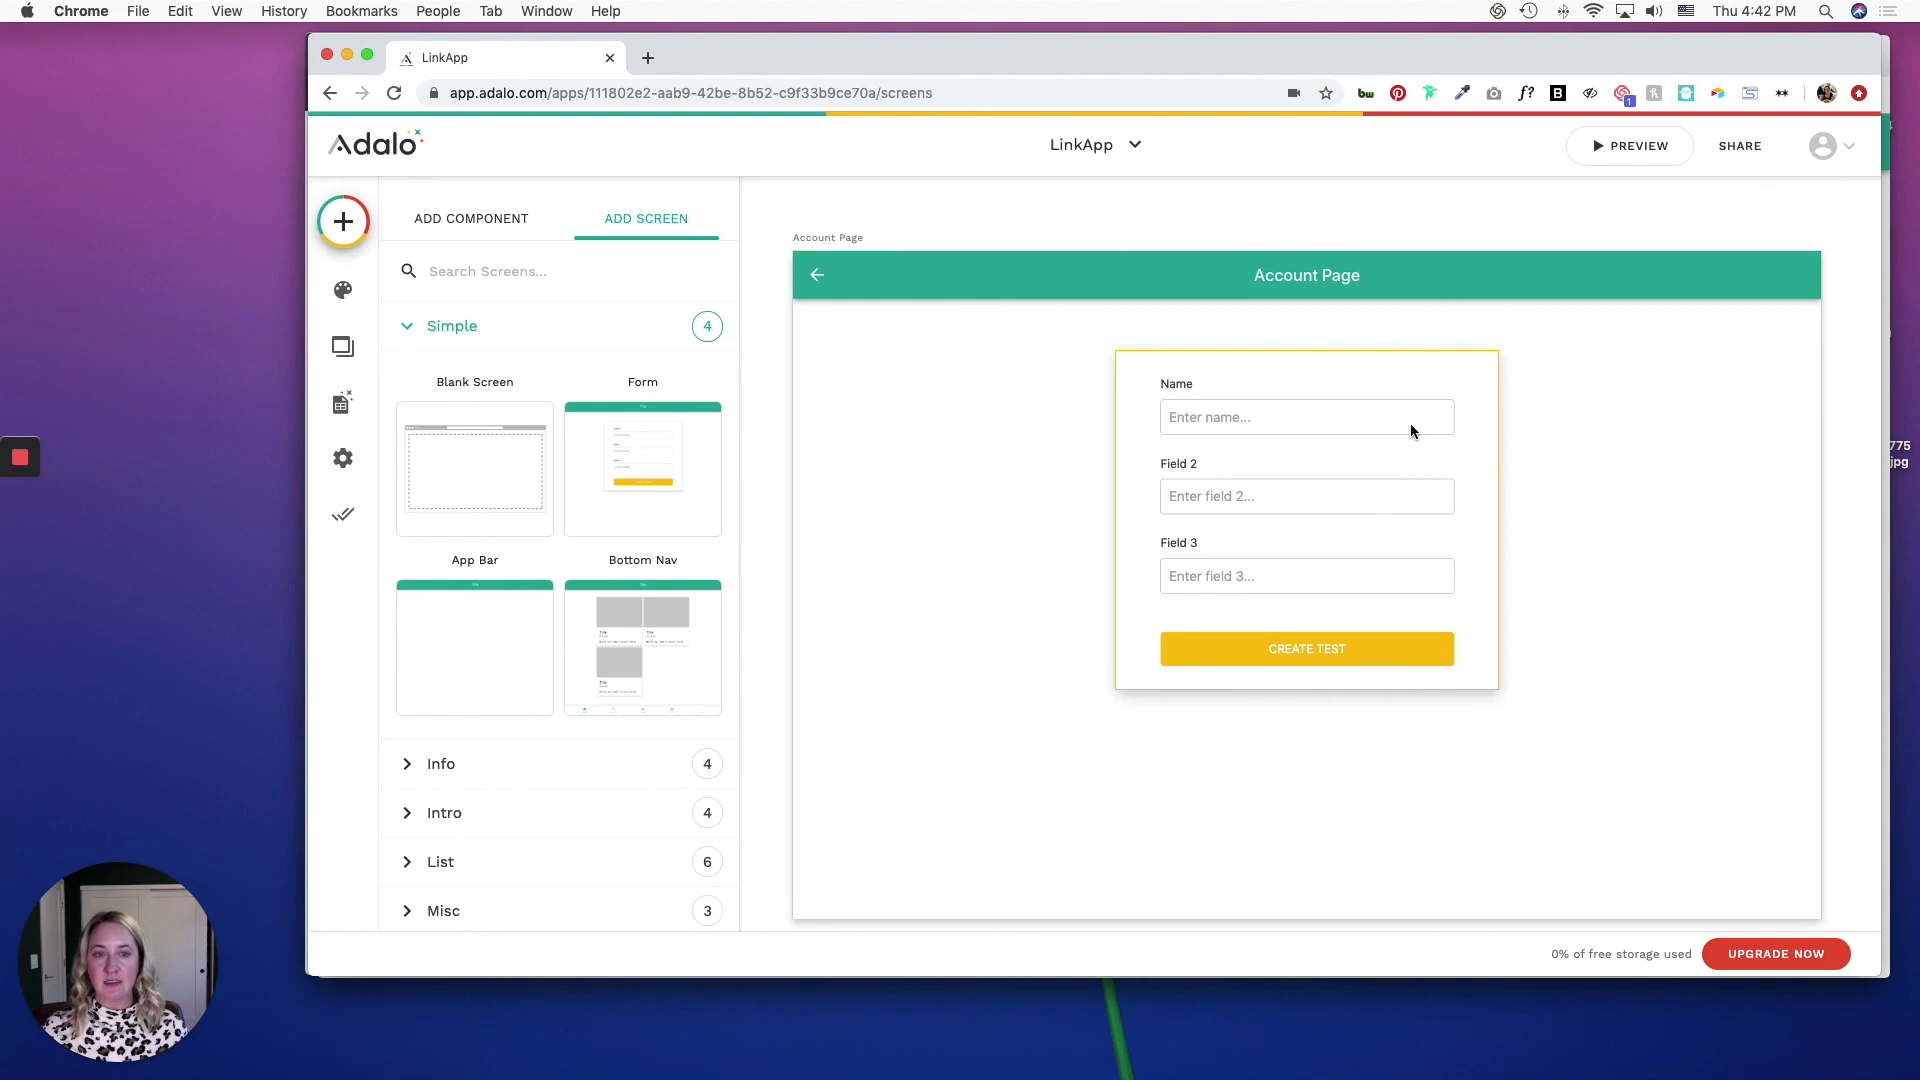 Chrome File Edit View History Bookmarks People Tab Window Help
Thu 4:42 PM
LinkApp
app.adalo.com/apps/111802e2-aab9-42be-8b52-c9f33b9ce70a/screens
bw
f?
B
1
Adalo
LinkApp
PREVIEW
SHARE
ADD COMPONENT
ADD SCREEN
Search Screens...
Simple
4
Blank Screen
Form
App Bar
Bottom Nav
Info
4
Intro
4
List
6
Misc
3
Account Page
Account Page
Name
Enter name...
Field 2
Enter field 2...
Field 3
Enter field 3...
CREATE TEST
0% of free storage used
UPGRADE NOW
775
jpg